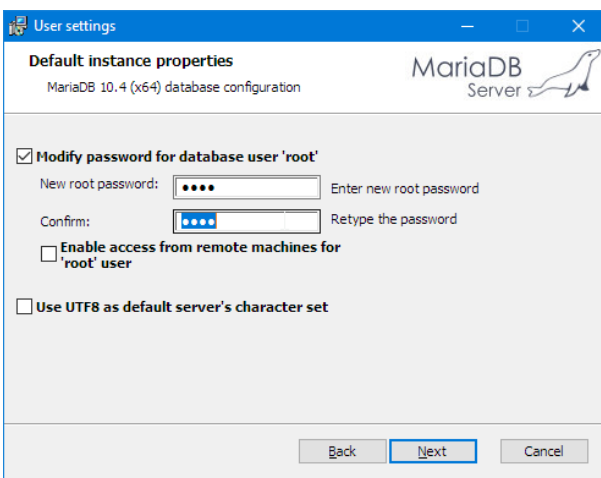 User settings
Default instance properties
MariaDB 10.4 (x64) database configuration
MariaDB
Server
Modify password for database user 'root'
New root password: •••• Enter new root password
Confirm: •••• Retype the password
Enable access from remote machines for
'root' user
Use UTF8 as default server's character set
Back Next Cancel